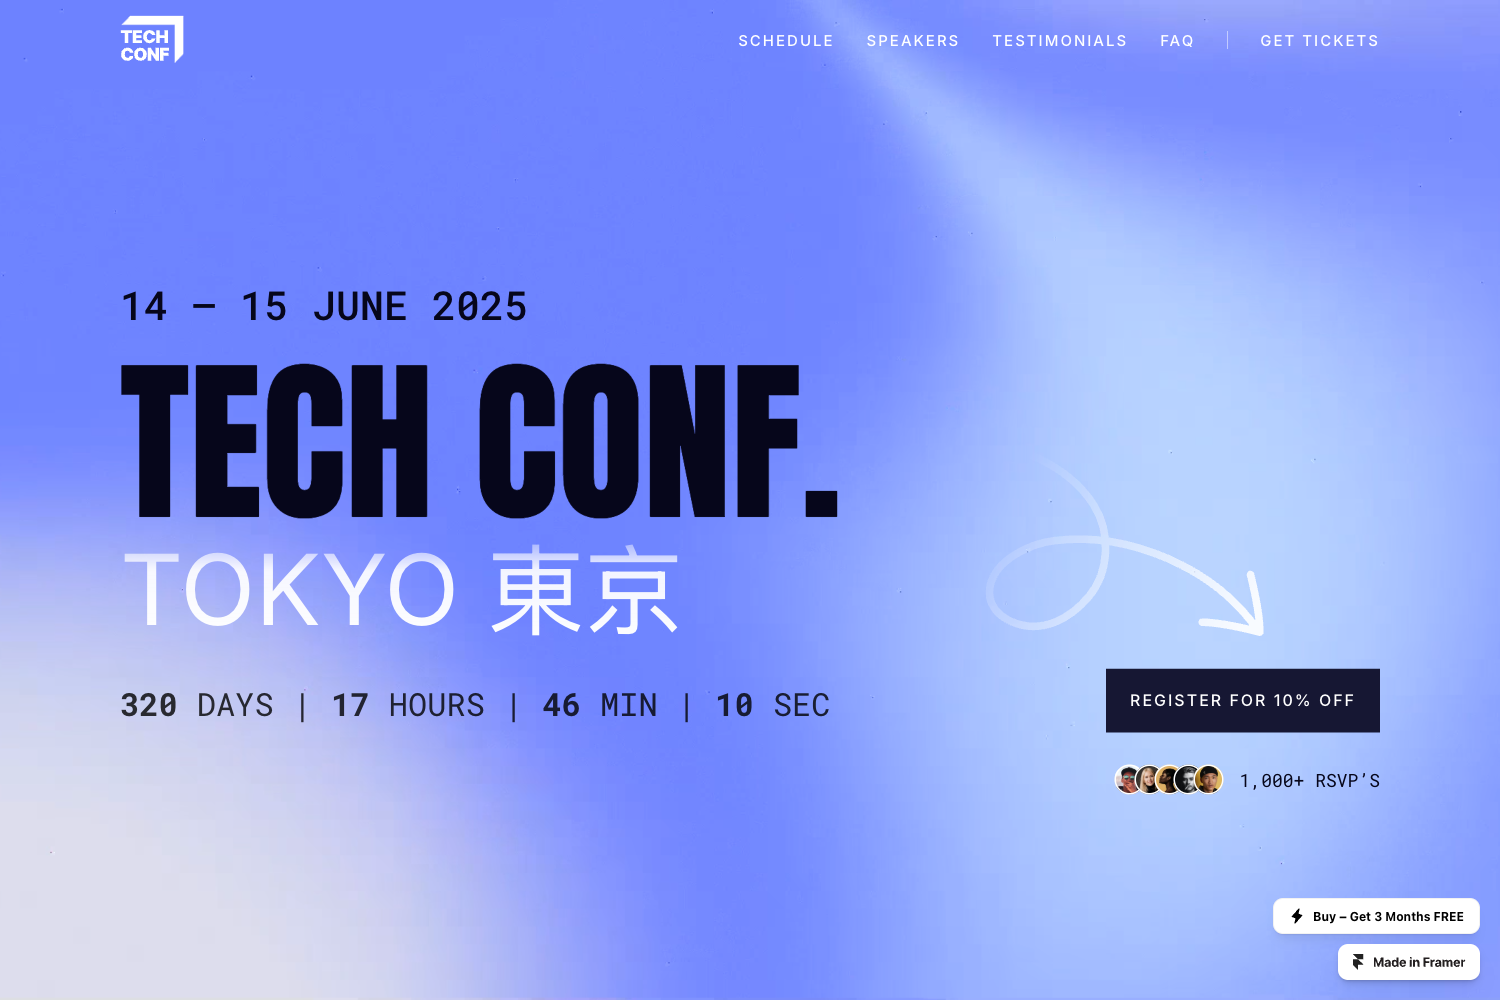 TECH
CONF
SCHEDULE SPEAKERS TESTIMONIALS FAQ | GET TICKETS
14 — 15 JUNE 2025
TECH CONF.
TOKYO 東京
320 DAYS | 17 HOURS | 46 MIN | 10 SEC
REGISTER FOR 10% OFF
1,000+ RSVP'S
Buy – Get 3 Months FREE
Made in Framer